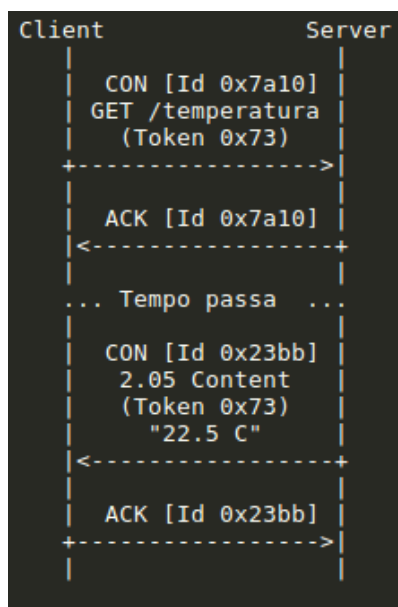 Client Server
CON [Id 0x7a10]
GET /temperatura
(Token 0x73)
ACK [Id 0x7a10]
... Tempo passa ...
CON [Id 0x23bb]
2.05 Content
(Token 0x73)
"22.5 C"
ACK [Id 0x23bb]